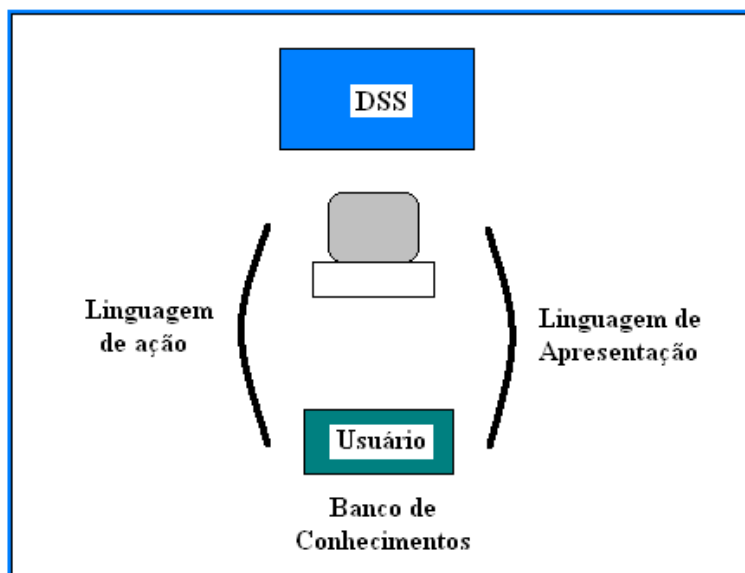 DSS
Linguagem
de ação
Linguagem de
Apresentação
Usuário
Banco de
Conhecimentos